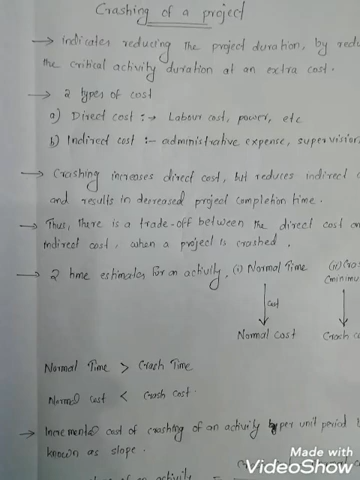 Crashing of a project
→ indicates reducing the project duration, by
the critical activity duration at an extra cost.
→ 2 types of cost
a) Direct cost :→ Labour cost, power, etc
b) Indirect cost :- administrative expense, supervision
→ Crashing increases direct cost, but reduces indirect
and results in decreased project completion time.
→ Thus, there is a trade-off between the direct cost
indirect cost, when a project is crashed.
→ 2 time estimates for an activity, (i) Normal Time (ii)
cost
Normal Cost Crash
Normal Time > Crash Time
Normal cost < Crash cost.
→ Incremental cost of crashing of an activity per unit period
known as slope.
Made with
VideoShow